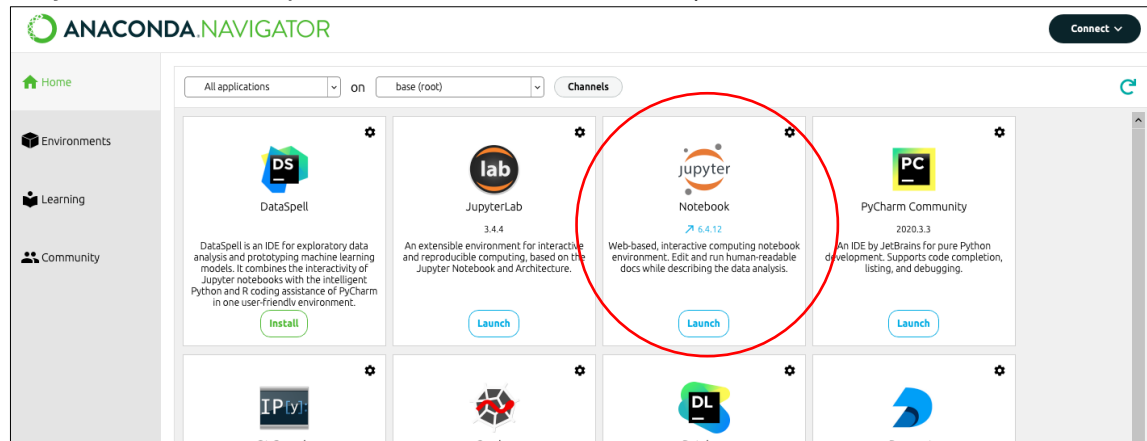 ANACONDA.NAVIGATOR
Connect
Home
All applications
on
base (root)
Channels
Environments
Learning
Community
DS
DataSpell
DataSpell is an IDE for exploratory data
analysis and prototyping machine learning
models. It combines the interactivity of
Jupyter notebooks with the intelligent
Python and R coding assistance of PyCharm
in one user-friendly environment.
Install
lab
JupyterLab
3.4.4
An extensible environment for interactive
and reproducible computing, based on the
Jupyter Notebook and Architecture.
Launch
jupyter
Notebook
6.4.12
Web-based, interactive computing notebook
environment. Edit and run human-readable
docs while describing the data analysis.
Launch
PC
PyCharm Community
2020.3.3
An IDE by JetBrains for pure Python
development. Supports code completion,
listing, and debugging.
Launch
IP[y]:
DL